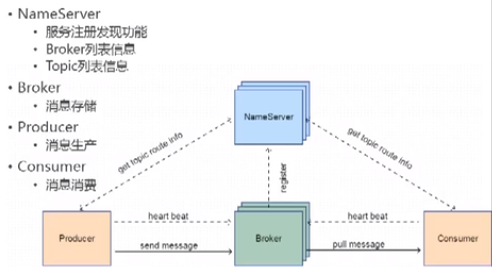 NameServer
服务注册发现功能
Broker列表信息
Topic列表信息
Broker
消息存储
Producer
消息生产
Consumer
消息消费
NameServer
get topic route info
get topic route info
register
heart beat
heart beat
Producer
Broker
Consumer
send message
pull message